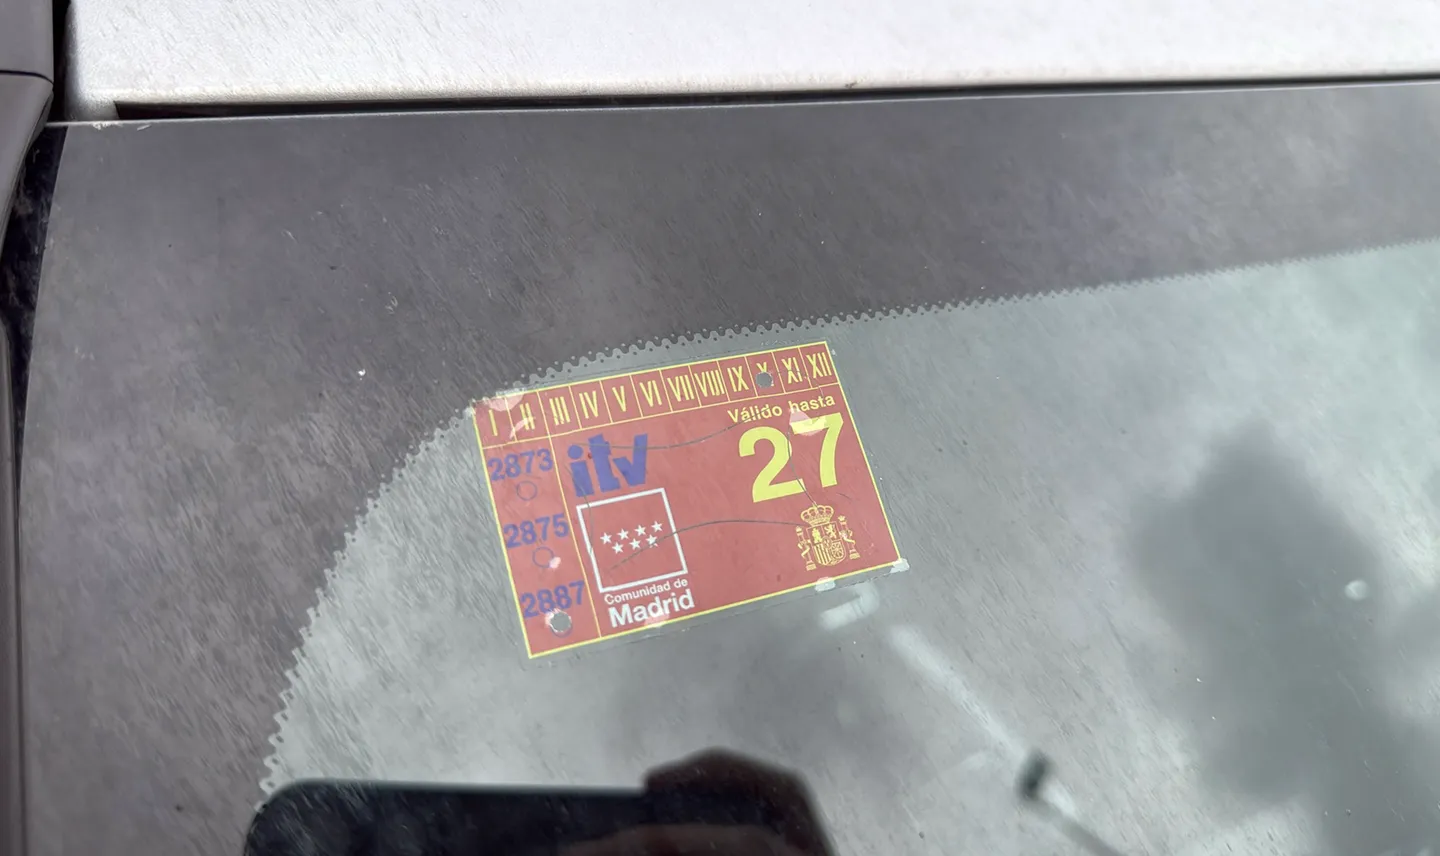 I II III IV V VI VII VIII IX X XI XII
Válido hasta
27
2873
2875
2887
itv
Comunidad de
Madrid